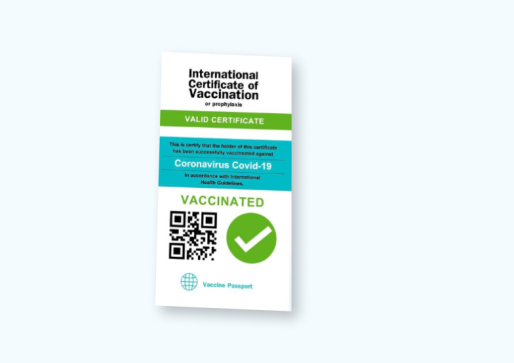 International
Certificate of
Vaccination
or prophylaxis
VALID CERTIFICATE
This is certify that the holder of this certificate
has been successfully vaccinated against
Coronavirus Covid-19
In accordance with International
Health Guidelines.
VACCINATED
Vaccine Passport